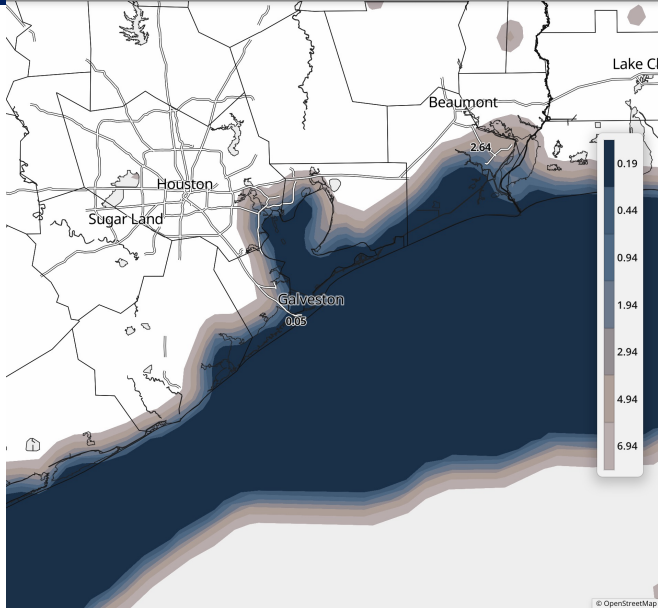 Lake Cl
Beaumont
2.64
Houston
Sugar Land
Galveston
0.05
0.19
0.44
0.94
1.94
2.94
4.94
6.94
© OpenStreetMap